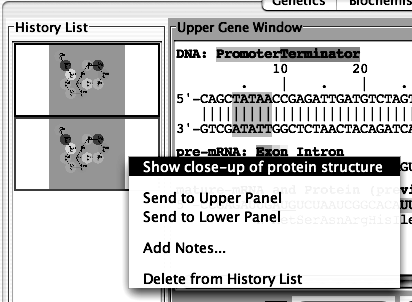 Genetics
Biochemis
History List
Upper Gene Window
DNA: PromoterTerminator
10 20
5'-CAGCTATAACCGAGATTGATGTCTAGT
3'-GTCGATATTGGCTCTAACTACAGATCA
pre-mRNA: Exon Intron
Show close-up of protein structure
Send to Upper Panel
Send to Lower Panel
Add Notes...
Delete from History List